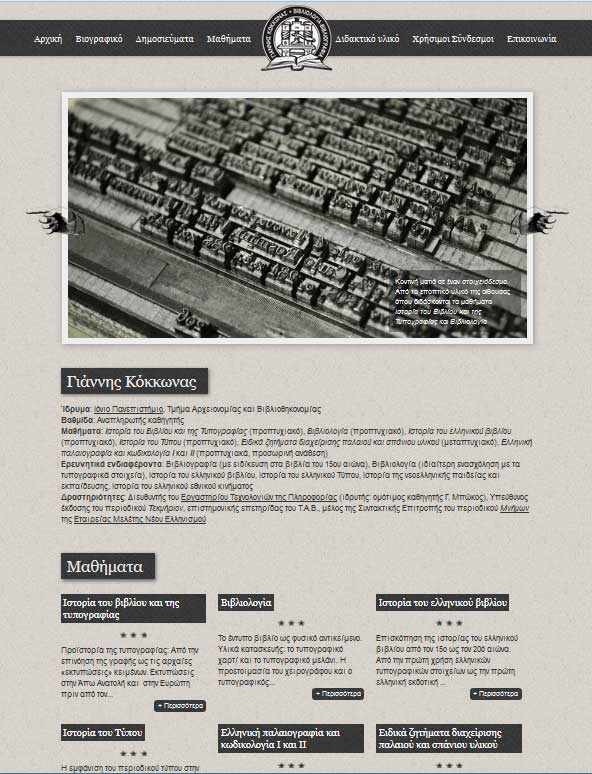 Αρχική Βιογραφικό Δημοσιεύματα Μαθήματα Διδακτικό υλικό Χρήσιμοι Σύνδεσμοι Επικοινωνία
ΓΙΑΝΝΗΣ ΚΟΚΚΩΝΑΣ • ΒΙΒΛΙΟΛΟΓΙΑ ΒΙΒΛΙΟΓΡΑΦΙΑ
Κοντινή ματιά σε έναν στοιχειόδεσμο.
Από το εποπτικό υλικό της αίθουσας
όπου διδάσκονται τα μαθήματα
Ιστορία του Βιβλίου και της
Τυπογραφίας και Βιβλιολογία
Γιάννης Κόκκωνας
Ίδρυμα: Ιόνιο Πανεπιστήμιο, Τμήμα Αρχειονομίας και Βιβλιοθηκονομίας
Βαθμίδα: Αναπληρωτής καθηγητής
Μαθήματα: Ιστορία του Βιβλίου και της Τυπογραφίας (προπτυχιακό), Βιβλιολογία (προπτυχιακό), Ιστορία του ελληνικού βιβλίου
(προπτυχιακό), Ιστορία του Τύπου (προπτυχιακό), Ειδικά ζητήματα διαχείρισης παλαιού και σπάνιου υλικού (μεταπτυχιακό), Ελληνική
παλαιογραφία και κωδικολογία Ι και ΙΙ (προπτυχιακά, προσωρινή ανάθεση)
Ερευνητικά ενδιαφέροντα: Βιβλιογραφία (με ειδίκευση στα βιβλία του 15ου αιώνα), Βιβλιολογία (ιδιαίτερη ενασχόληση με τα
τυπογραφικά στοιχεία), Ιστορία του ελληνικού βιβλίου, Ιστορία του ελληνικού Τύπου, Ιστορία της νεοελληνικής παιδείας και
εκπαίδευσης, Ιστορία του ελληνικού εθνικού κινήματος
Δραστηριότητες: Διευθυντής του Εργαστηρίου Τεχνολογιών της Πληροφορίας (ιδρυτής: ομότιμος καθηγητής Γ. Μπώκος), Υπεύθυνος
έκδοσης του περιοδικού Τεκμήριον, επιστημονικής επετηρίδας του Τ.Α.Β., μέλος της Συντακτικής Επιτροπής του περιοδικού Μνήμων
της Εταιρείας Μελέτης Νέου Ελληνισμού
Μαθήματα
Ιστορία του βιβλίου και της
τυπογραφίας
Προϊστορία της τυπογραφίας: Από την
επινόηση της γραφής ως τις αρχαίες
«εκτυπώσεις» κειμένων. Εκτυπώσεις
στην Άπω Ανατολή και στην Ευρώπη
πριν από τον...
+ Περισσότερα
Βιβλιολογία
Το έντυπο βιβλίο ως φυσικό αντικείμενο.
Υλικά κατασκευής: το τυπογραφικό
χαρτί και το τυπογραφικό μελάνι. Η
προετοιμασία του χειρογράφου και ο
τυπογραφικός...
+ Περισσότερα
Ιστορία του ελληνικού βιβλίου
Επισκόπηση της ιστορίας του ελληνικού
βιβλίου από τον 15ο ως τον 20ό αιώνα.
Από την πρώτη χρήση ελληνικών
τυπογραφικών στοιχείων ως την πρώτη
ελληνική εκδοτική ...
+ Περισσότερα
Ιστορία του Τύπου
Η εμφάνιση του περιοδικού τύπου στην
Ελληνική παλαιογραφία και
κωδικολογία Ι και ΙΙ
Ειδικά ζητήματα διαχείρισης
παλαιού και σπάνιου υλικού